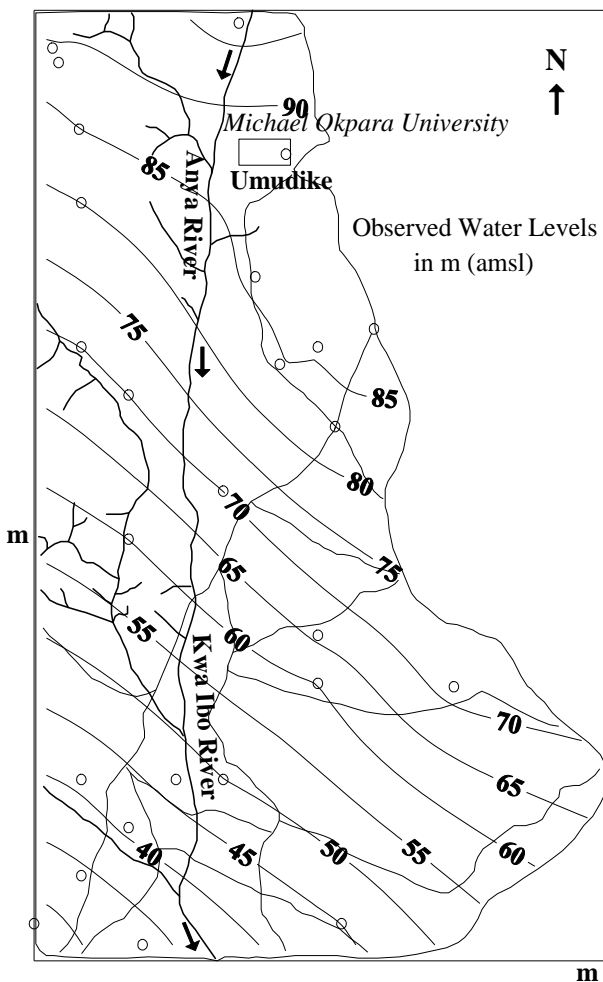 N
90
Michael Okpara University
85
Umudike
Anya River
Observed Water Levels
in m (amsl)
75
85
80
70
m
65
75
55
60
Kwa Ibo River
70
65
40
45
50
55
60
m